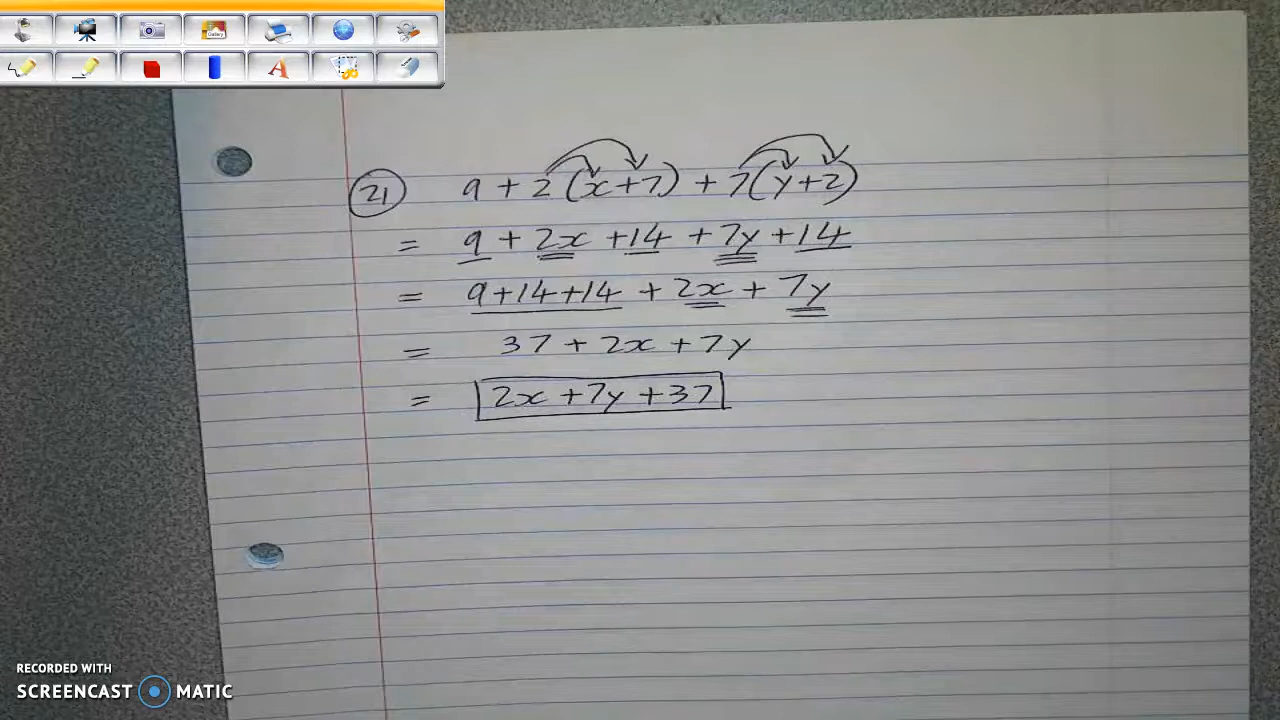 21 9 + 2(x+7) + 7(y+2)
= 9 + 2x +14 + 7y +14
= 9+14+14 + 2x + 7y
= 37 + 2x + 7y
= 2x +7y +37
RECORDED WITH
SCREENCAST MATIC